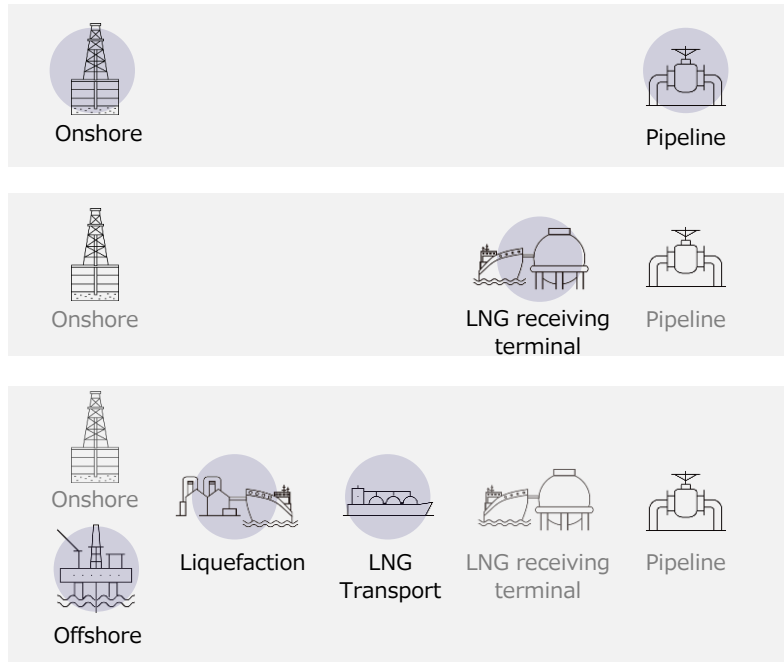 Onshore
Pipeline
Onshore
LNG receiving
terminal
Pipeline
Onshore
Liquefaction
LNG
Transport
LNG receiving
terminal
Pipeline
Offshore